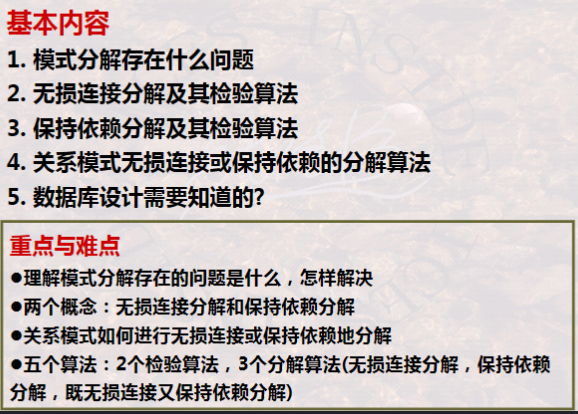 基本内容
1. 模式分解存在什么问题
2. 无损连接分解及其检验算法
3. 保持依赖分解及其检验算法
4. 关系模式无损连接或保持依赖的分解算法
5. 数据库设计需要知道的?
重点与难点
●理解模式分解存在的问题是什么，怎样解决
●两个概念：无损连接分解和保持依赖分解
●关系模式如何进行无损连接或保持依赖地分解
●五个算法：2个检验算法，3个分解算法(无损连接分解，保持依赖
分解，既无损连接又保持依赖分解)